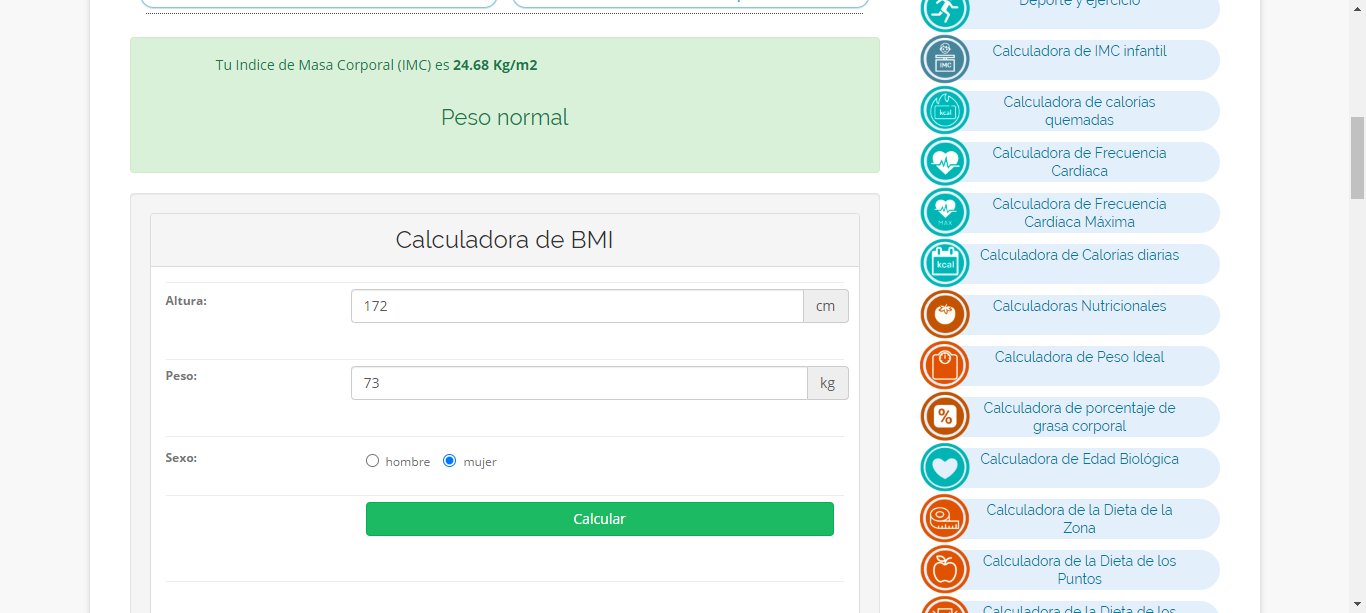 Tu Indice de Masa Corporal (IMC) es 24.68 Kg/m2
Peso normal
Calculadora de BMI
Altura:
172
cm
Peso:
73
kg
Sexo:
hombre
mujer
Calcular
Deporte y ejercicio
Calculadora de IMC infantil
IMC
Calculadora de calorías
quemadas
kcal
Calculadora de Frecuencia
Cardíaca
Calculadora de Frecuencia
Cardíaca Máxima
MAX
Calculadora de Calorías diarias
kcal
Calculadoras Nutricionales
Calculadora de Peso Ideal
Calculadora de porcentaje de
grasa corporal
%
Calculadora de Edad Biológica
Calculadora de la Dieta de la
Zona
Calculadora de la Dieta de los
Puntos
Calculadora de la Dieta de los